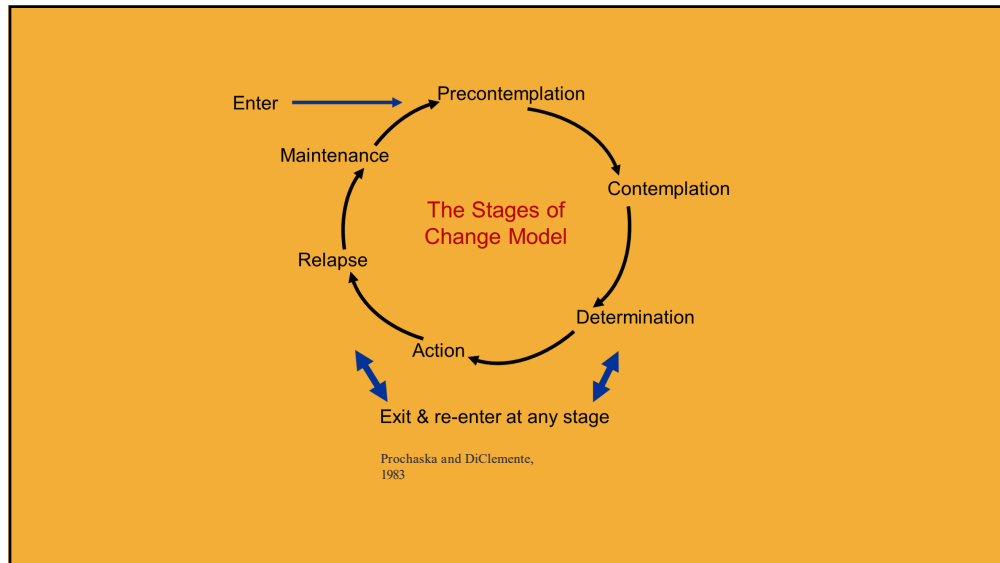 Precontemplation
Enter
Maintenance
Contemplation
The Stages of
Change Model
Relapse
Determination
Action
Exit & re-enter at any stage
Prochaska and DiClemente,
1983